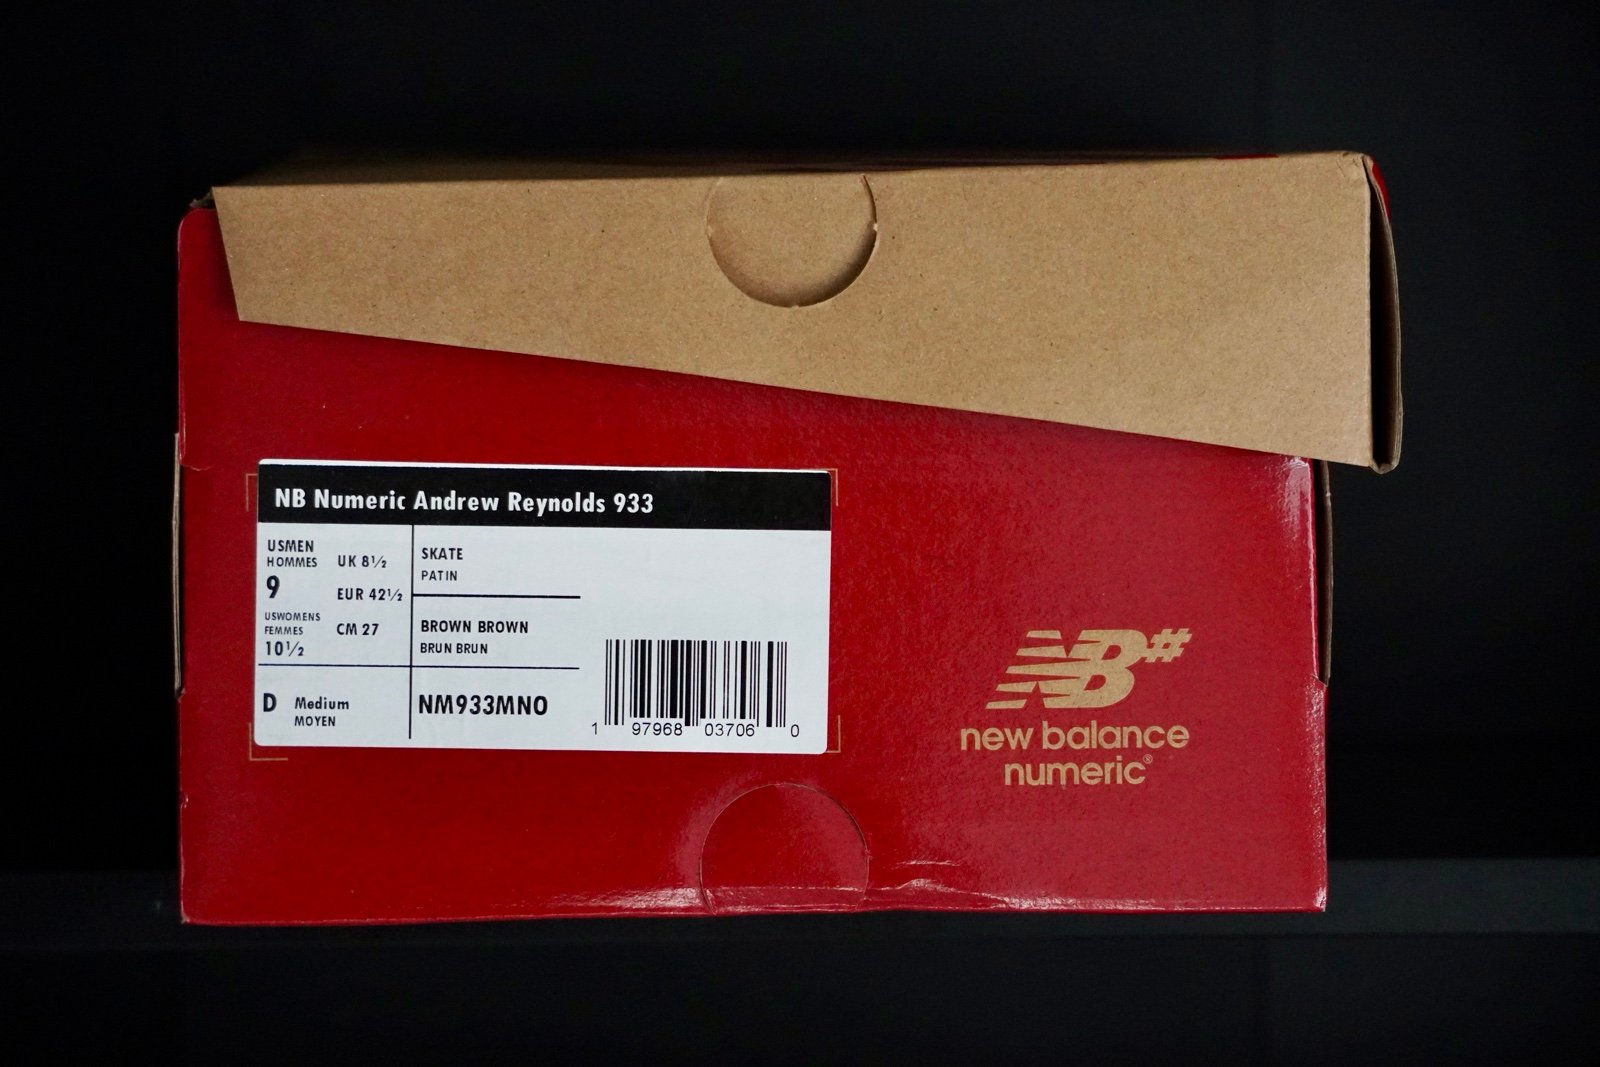 NB Numeric Andrew Reynolds 933
USMEN
HOMMES
9
USWOMENS
FEMMES
10½
UK 8½
EUR 42½
CM 27
SKATE
PATIN
BROWN BROWN
BRUN BRUN
D Medium
MOYEN
NM933MNO
1 97968 03706 0
NB#
new balance
numeric®